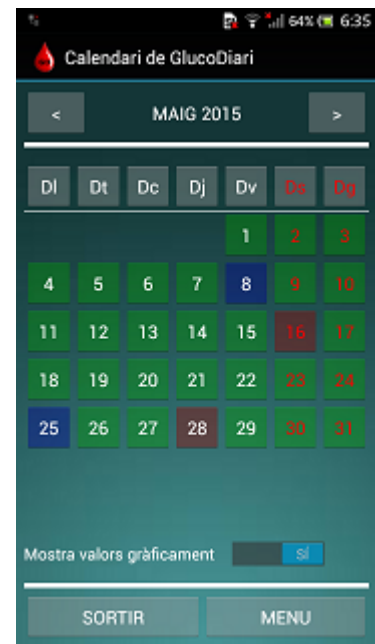 64% 6:35
Calendari de GlucoDiari
< MAIG 2015 >
Dl Dt Dc Dj Dv Ds Dg
1 2 3
4 5 6 7 8 9 10
11 12 13 14 15 16 17
18 19 20 21 22 23 24
25 26 27 28 29 30 31
Mostra valors gràficament SÍ
SORTIR MENU